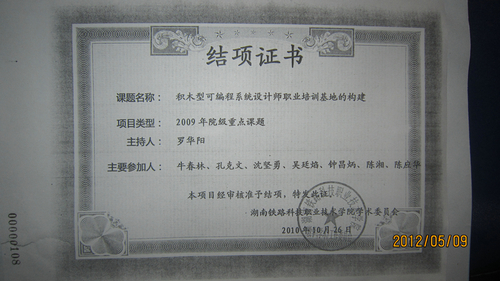 结项证书
课题名称：积木型可编程系统设计师职业培训基地的构建
项目类型：2009年院级重点课题
主持人：罗华阳
主要参加人：牛春林、孔克文、沈坚勇、吴廷焰、钟昌炳、陈湘、陈应华
本项目经审核准予结项，特发此证。
湖南铁路科技职业技术学院学术委员会
2010年10月26日
00000108
2012/05/09